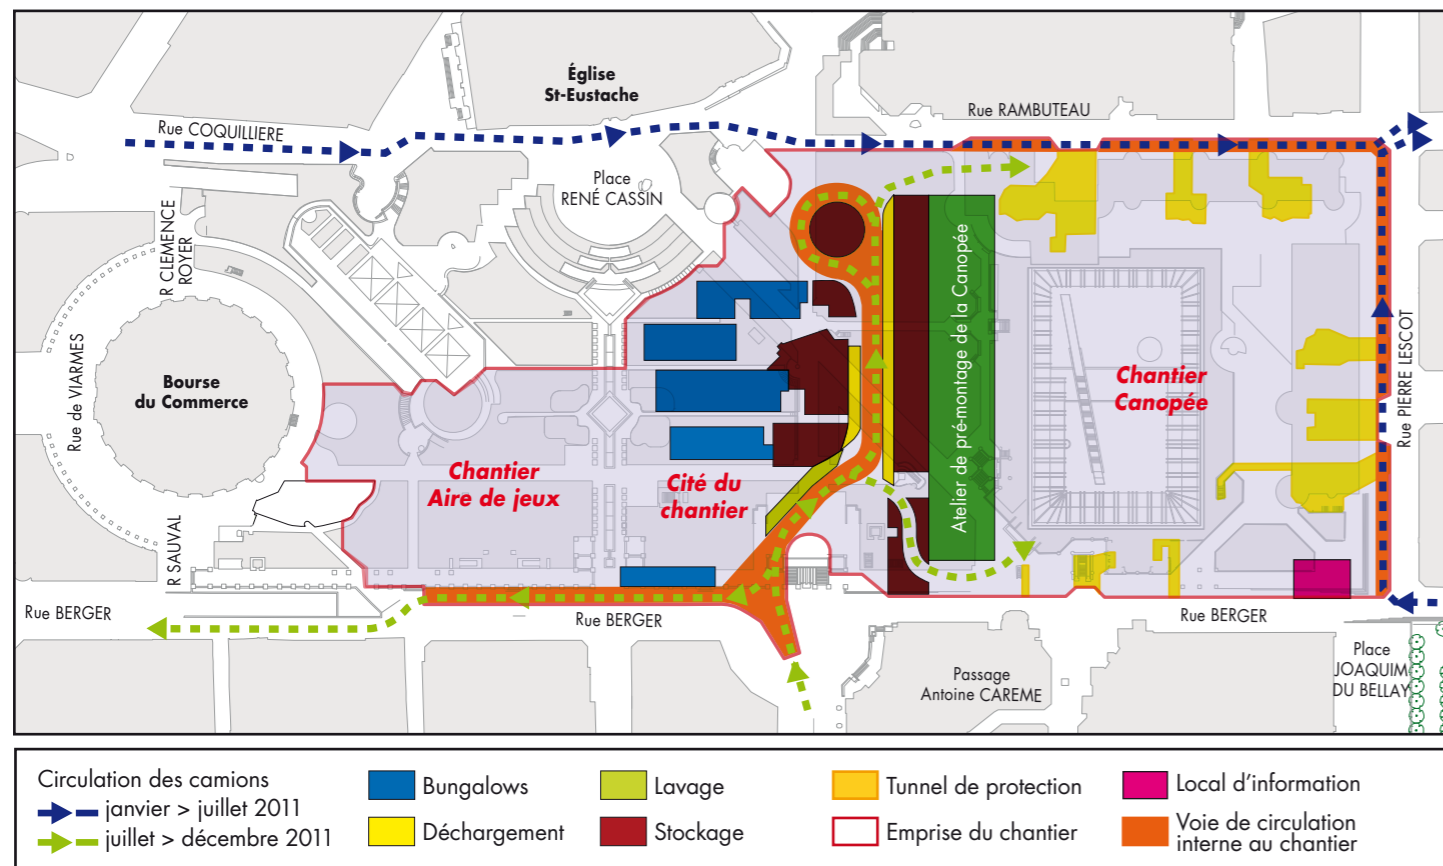 Église
St-Eustache
Rue RAMBUTEAU
Rue COQUILLIERE
Place
RENÉ CASSIN
R CLEMENCE
ROYER
Rue de VIARMES
Bourse
du Commerce
R SAUVAL
Chantier
Aire de jeux
Cité du
chantier
Atelier de pré-montage de la Canopée
Chantier
Canopée
Rue PIERRE LESCOT
Rue BERGER
Rue BERGER
Rue BERGER
Passage
Antoine CAREME
Place
JOAQUIM
DU BELLAY
Circulation des camions
janvier > juillet 2011
juillet > décembre 2011
Bungalows
Déchargement
Lavage
Stockage
Tunnel de protection
Emprise du chantier
Local d'information
Voie de circulation
interne au chantier